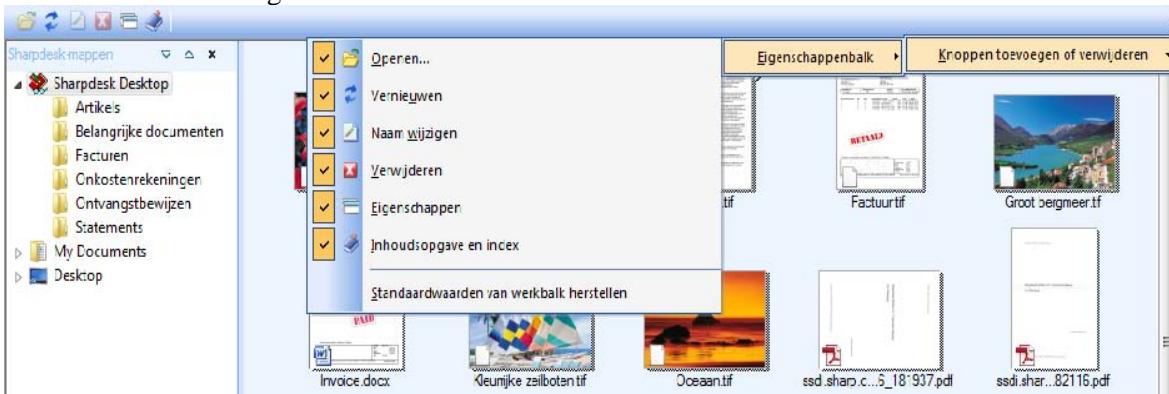 Sharpdesk-mappen
Sharpdesk Desktop
Artikels
Belangrijke documenten
Facturen
Onkostenrekeningen
Ontvangstbewijzen
Statements
My Documents
Desktop
Openen...
Vernieuwen
Naam wijzigen
Verwijderen
Eigenschappen
Inhoudsopgave en index
Standaardwaarden van werkbalk herstellen
Eigenschappenbalk
Knoppen toevoegen of verwijderen
BETAALD
.tif
Factuur.tif
Groot bergmeer.tif
PAID
Invoice.docx
Kleurrijke zeilboten.tif
Oceaan.tif
ssdi.sharp.c...6_181937.pdf
ssdi.shar...82116.pdf